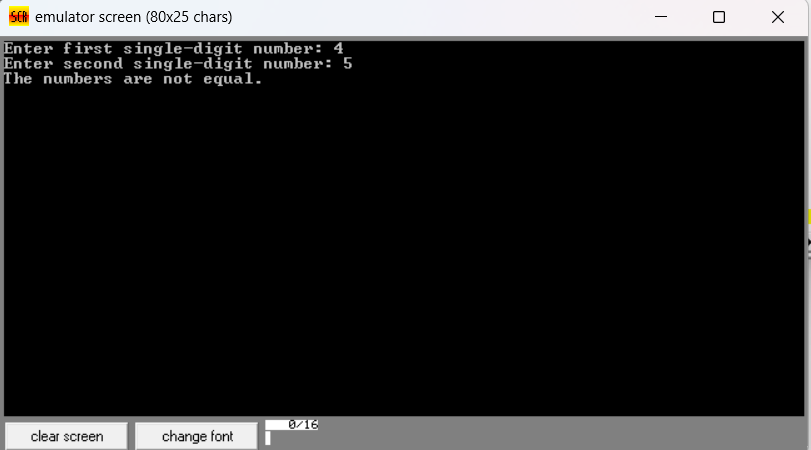 SCR emulator screen (80x25 chars)
Enter first single-digit number: 4
Enter second single-digit number: 5
The numbers are not equal.
clear screen change font 0/16